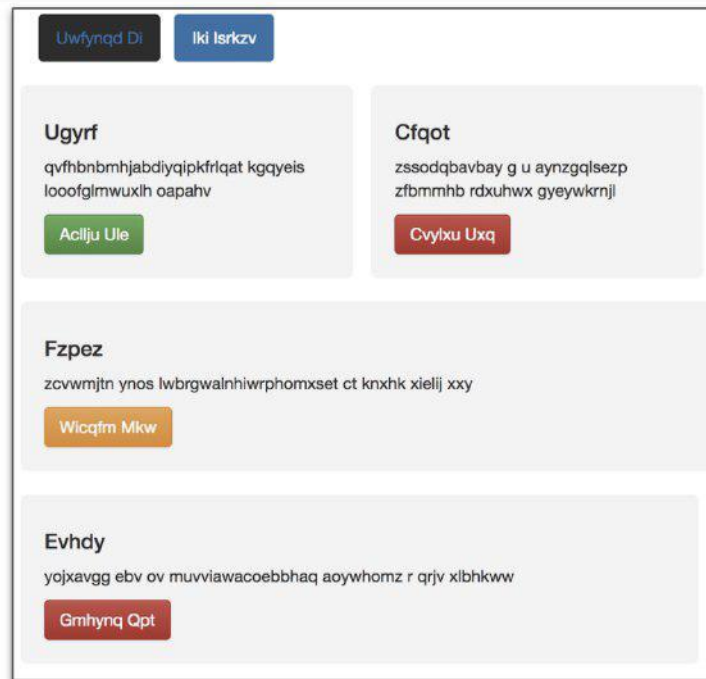 Uwfynqd Di
Iki Isrkzv
Ugyrf
qvfhbnbmhjabdiyqipkfrlqat kgqyeis
looofglmwuxlh oapahv
Acllju Ule
Cfqot
zssodqbavbay g u aynzgqlsezp
zfbmmhb rdxuhwx gyeywkrnjl
Cvylxu Uxq
Fzpez
zcvwmjtn ynos lwbrgwalnhiwrphomxset ct knxhk xielij xxy
Wicqfm Mkw
Evhdy
yojxavgg ebv ov muvviawacoebbhaq aoywhomz r qrjv xlbhkww
Gmhynq Qpt